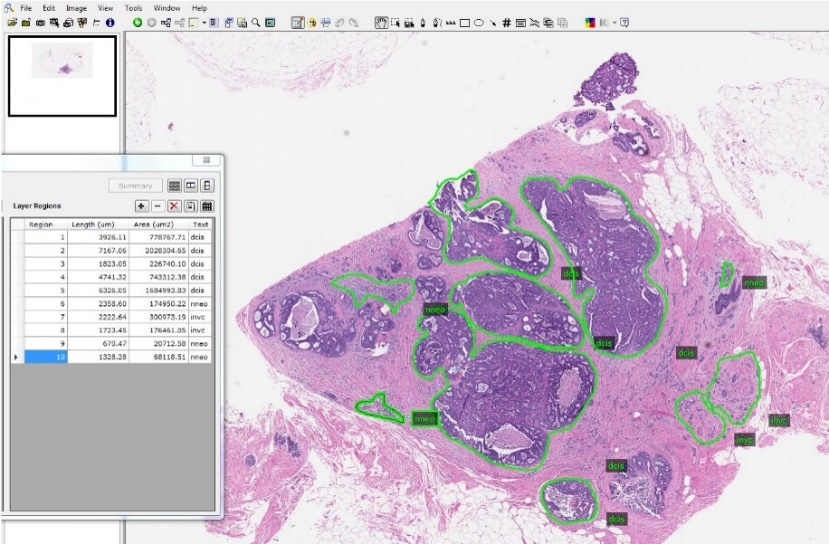 File Edit Image View Tools Window Help
Summary
Layer Regions
Region Length (um) Area (um2) Text
1 3926.11 778767.71 dcis
2 7167.06 2028304.65 dcis
3 1823.05 226740.10 dcis
4 4741.32 743312.38 dcis
5 6326.05 1684993.83 dcis
6 2358.60 174950.22 nneo
7 2222.64 300973.19 invc
8 1723.45 176461.05 invc
9 670.47 20712.58 nneo
10 1328.28 68118.51 nneo
dcis
nneo
nneo
dcis
dcis
nneo
invc
invc
dcis
dcis